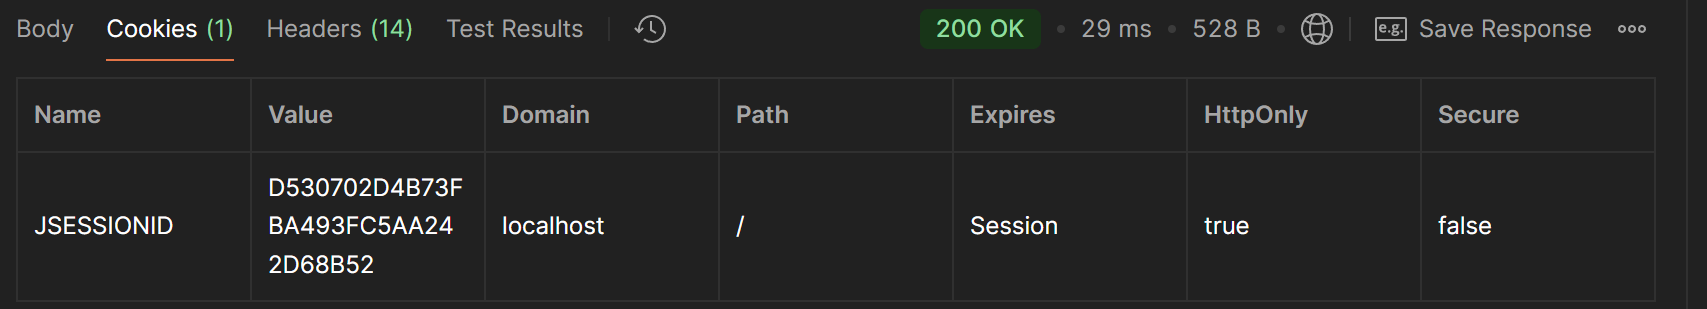 Body Cookies (1) Headers (14) Test Results 200 OK • 29 ms • 528 B • e.g. Save Response
Name Value Domain Path Expires HttpOnly Secure
JSESSIONID D530702D4B73F localhost / Session true false
BA493FC5AA24
2D68B52